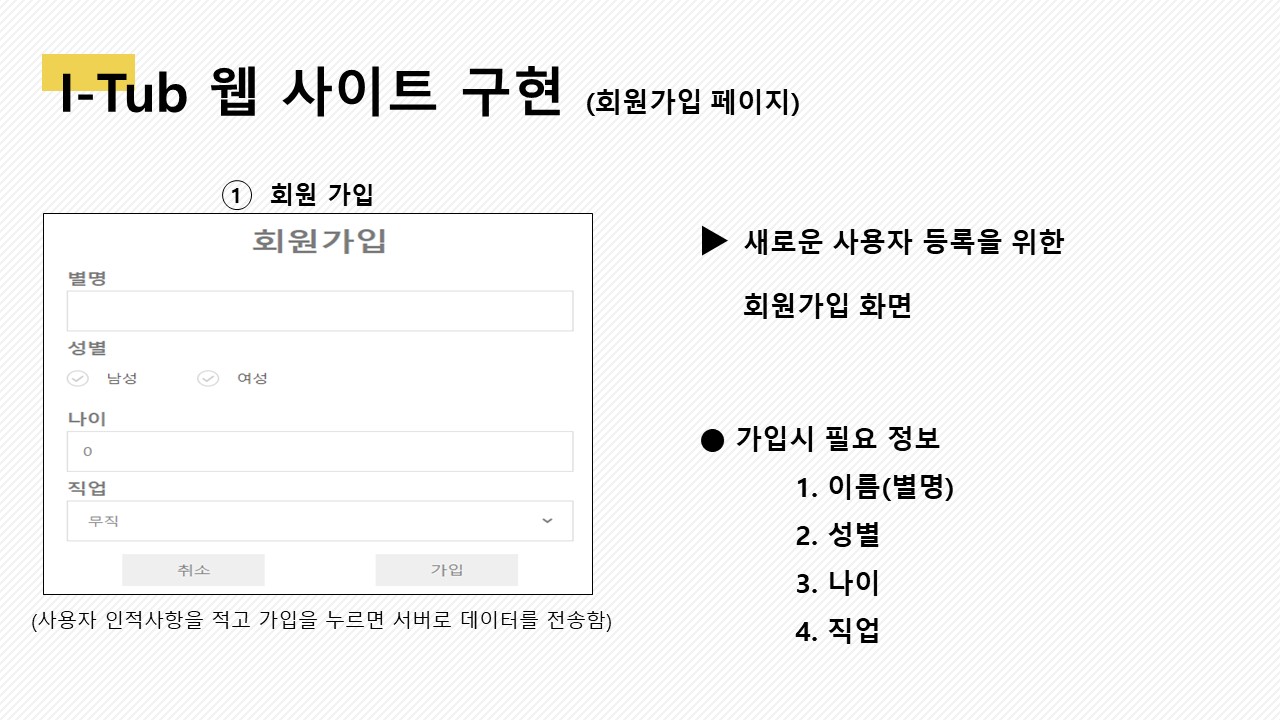 I-Tub 웹 사이트 구현 (회원가입 페이지)
① 회원 가입
회원가입
별명
성별
남성 여성
나이
0
직업
무직
취소 가입
(사용자 인적사항을 적고 가입을 누르면 서버로 데이터를 전송함)
▶ 새로운 사용자 등록을 위한
회원가입 화면
● 가입시 필요 정보
1. 이름(별명)
2. 성별
3. 나이
4. 직업